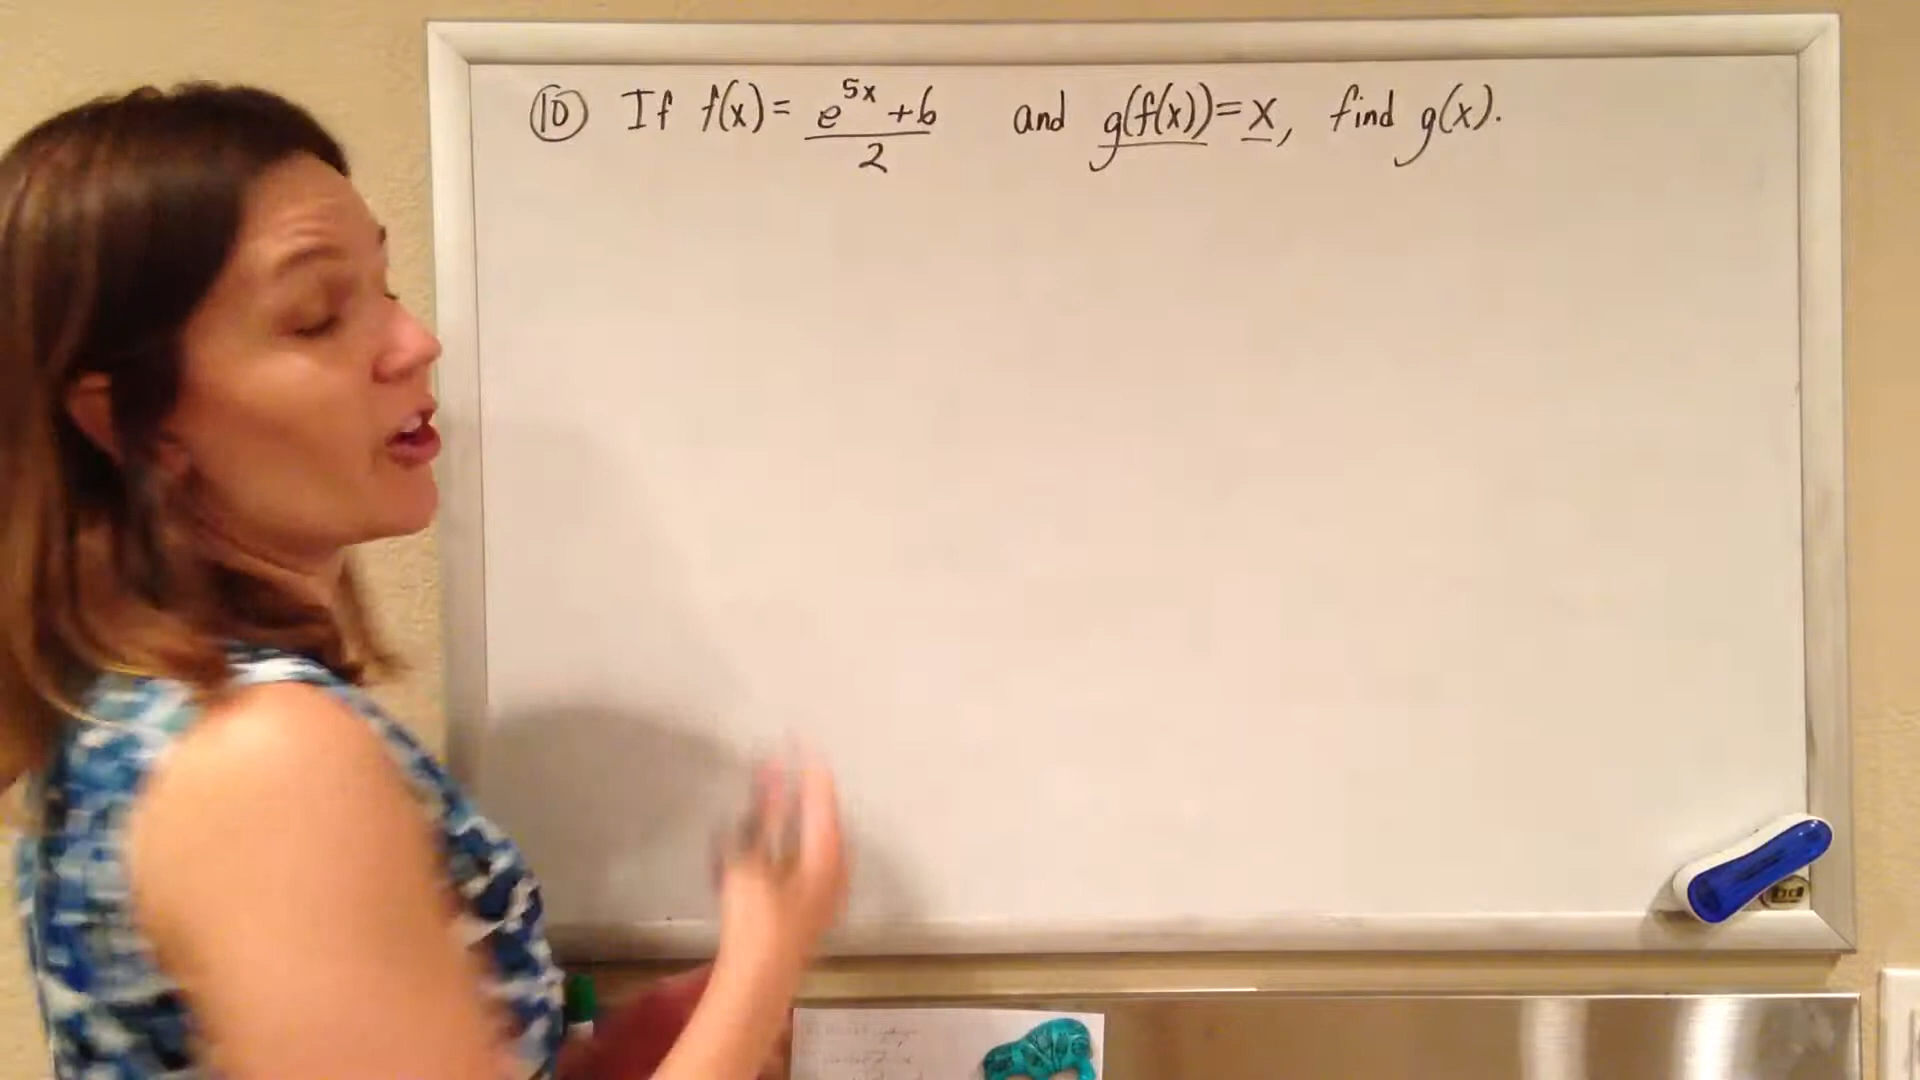 ⑩ If f(x) = (e^(5x) + 6)/2 and g(f(x)) = x, find g(x).